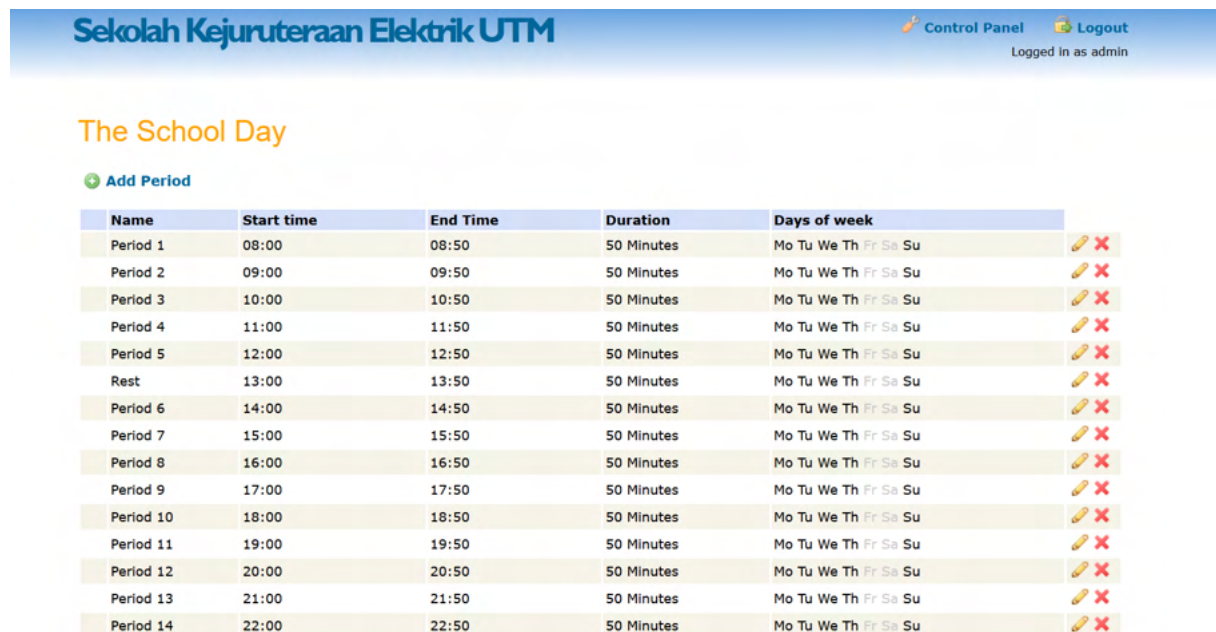 Sekolah Kejuruteraan Elektrik UTM
Control Panel Logout
Logged in as admin
The School Day
Add Period
Name Start time End Time Duration Days of week
Period 1 08:00 08:50 50 Minutes Mo Tu We Th Fr Sa Su
Period 2 09:00 09:50 50 Minutes Mo Tu We Th Fr Sa Su
Period 3 10:00 10:50 50 Minutes Mo Tu We Th Fr Sa Su
Period 4 11:00 11:50 50 Minutes Mo Tu We Th Fr Sa Su
Period 5 12:00 12:50 50 Minutes Mo Tu We Th Fr Sa Su
Rest 13:00 13:50 50 Minutes Mo Tu We Th Fr Sa Su
Period 6 14:00 14:50 50 Minutes Mo Tu We Th Fr Sa Su
Period 7 15:00 15:50 50 Minutes Mo Tu We Th Fr Sa Su
Period 8 16:00 16:50 50 Minutes Mo Tu We Th Fr Sa Su
Period 9 17:00 17:50 50 Minutes Mo Tu We Th Fr Sa Su
Period 10 18:00 18:50 50 Minutes Mo Tu We Th Fr Sa Su
Period 11 19:00 19:50 50 Minutes Mo Tu We Th Fr Sa Su
Period 12 20:00 20:50 50 Minutes Mo Tu We Th Fr Sa Su
Period 13 21:00 21:50 50 Minutes Mo Tu We Th Fr Sa Su
Period 14 22:00 22:50 50 Minutes Mo Tu We Th Fr Sa Su